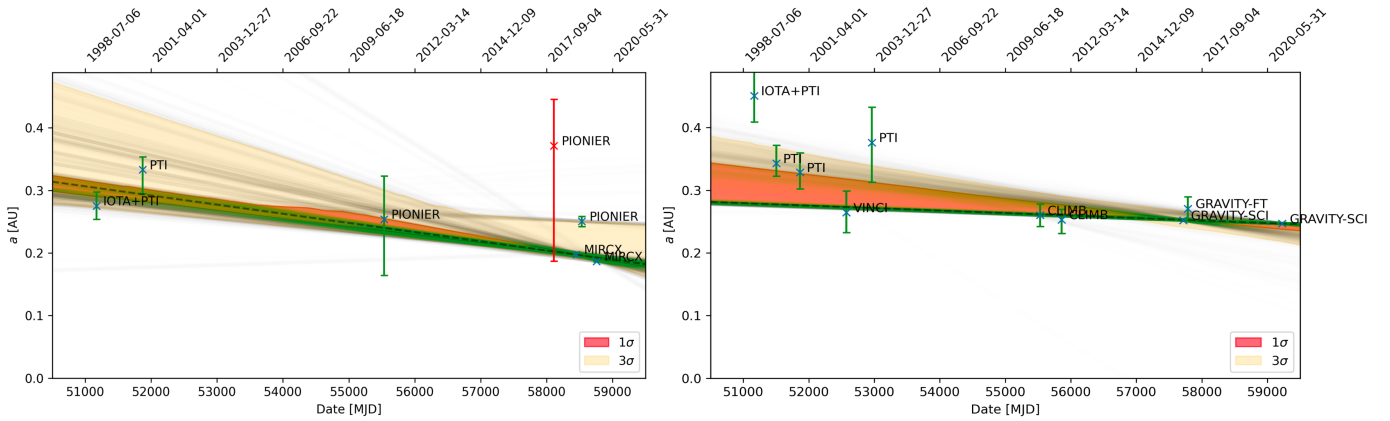 1998-07-06
2001-04-01
2003-12-27
2006-09-22
2009-06-18
2012-03-14
2014-12-09
2017-09-04
2020-05-31
0.4
0.3
0.2
0.1
0.0
a [AU]
IOTA+PTI
PTI
PIONIER
PIONIER
PIONIER
MIRCX
MIRCX
1σ
3σ
51000
52000
53000
54000
55000
56000
57000
58000
59000
Date [MJD]
1998-07-06
2001-04-01
2003-12-27
2006-09-22
2009-06-18
2012-03-14
2014-12-09
2017-09-04
2020-05-31
0.4
0.3
0.2
0.1
0.0
a [AU]
IOTA+PTI
PTI
PTI
PTI
VINCI
CHMB
CLIMB
GRAVITY-FT
GRAVITY-SCI
GRAVITY-SCI
1σ
3σ
51000
52000
53000
54000
55000
56000
57000
58000
59000
Date [MJD]